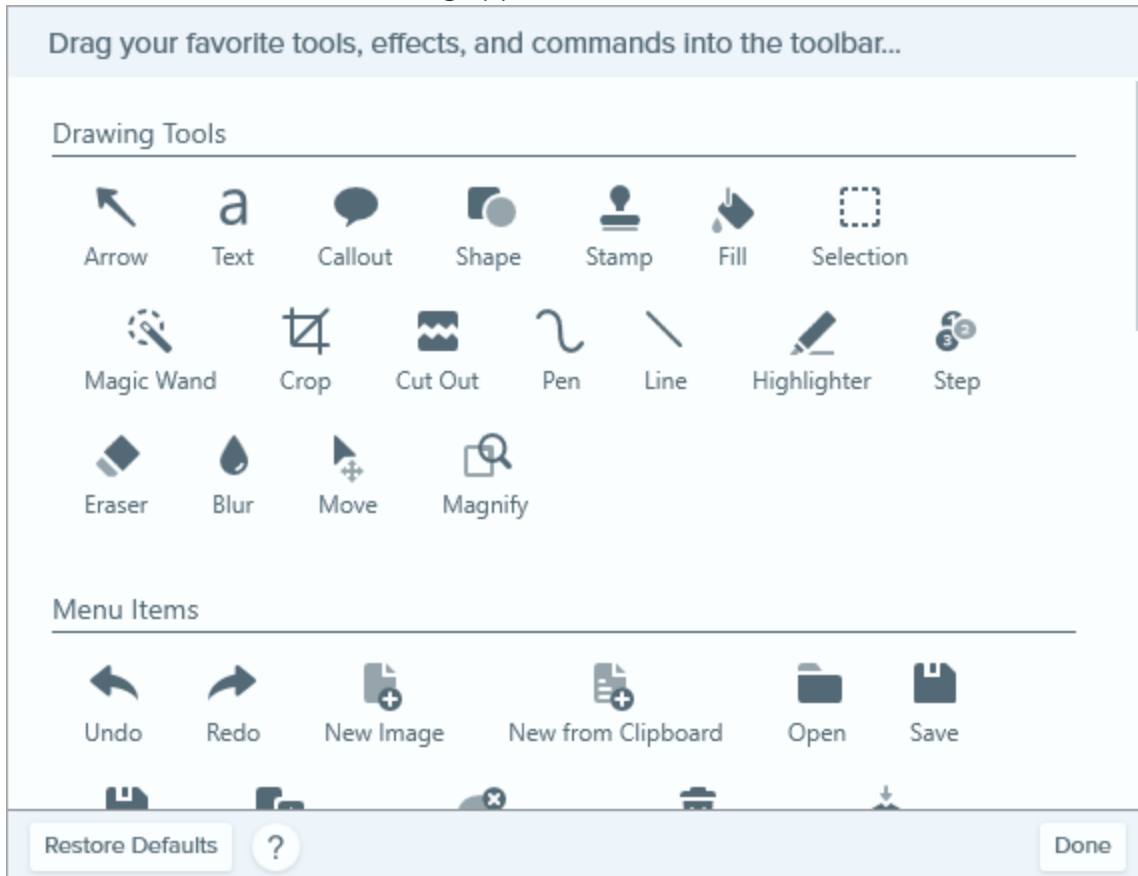 Drag your favorite tools, effects, and commands into the toolbar...
Drawing Tools
Arrow Text Callout Shape Stamp Fill Selection
Magic Wand Crop Cut Out Pen Line Highlighter Step
Eraser Blur Move Magnify
Menu Items
Undo Redo New Image New from Clipboard Open Save
Restore Defaults ? Done